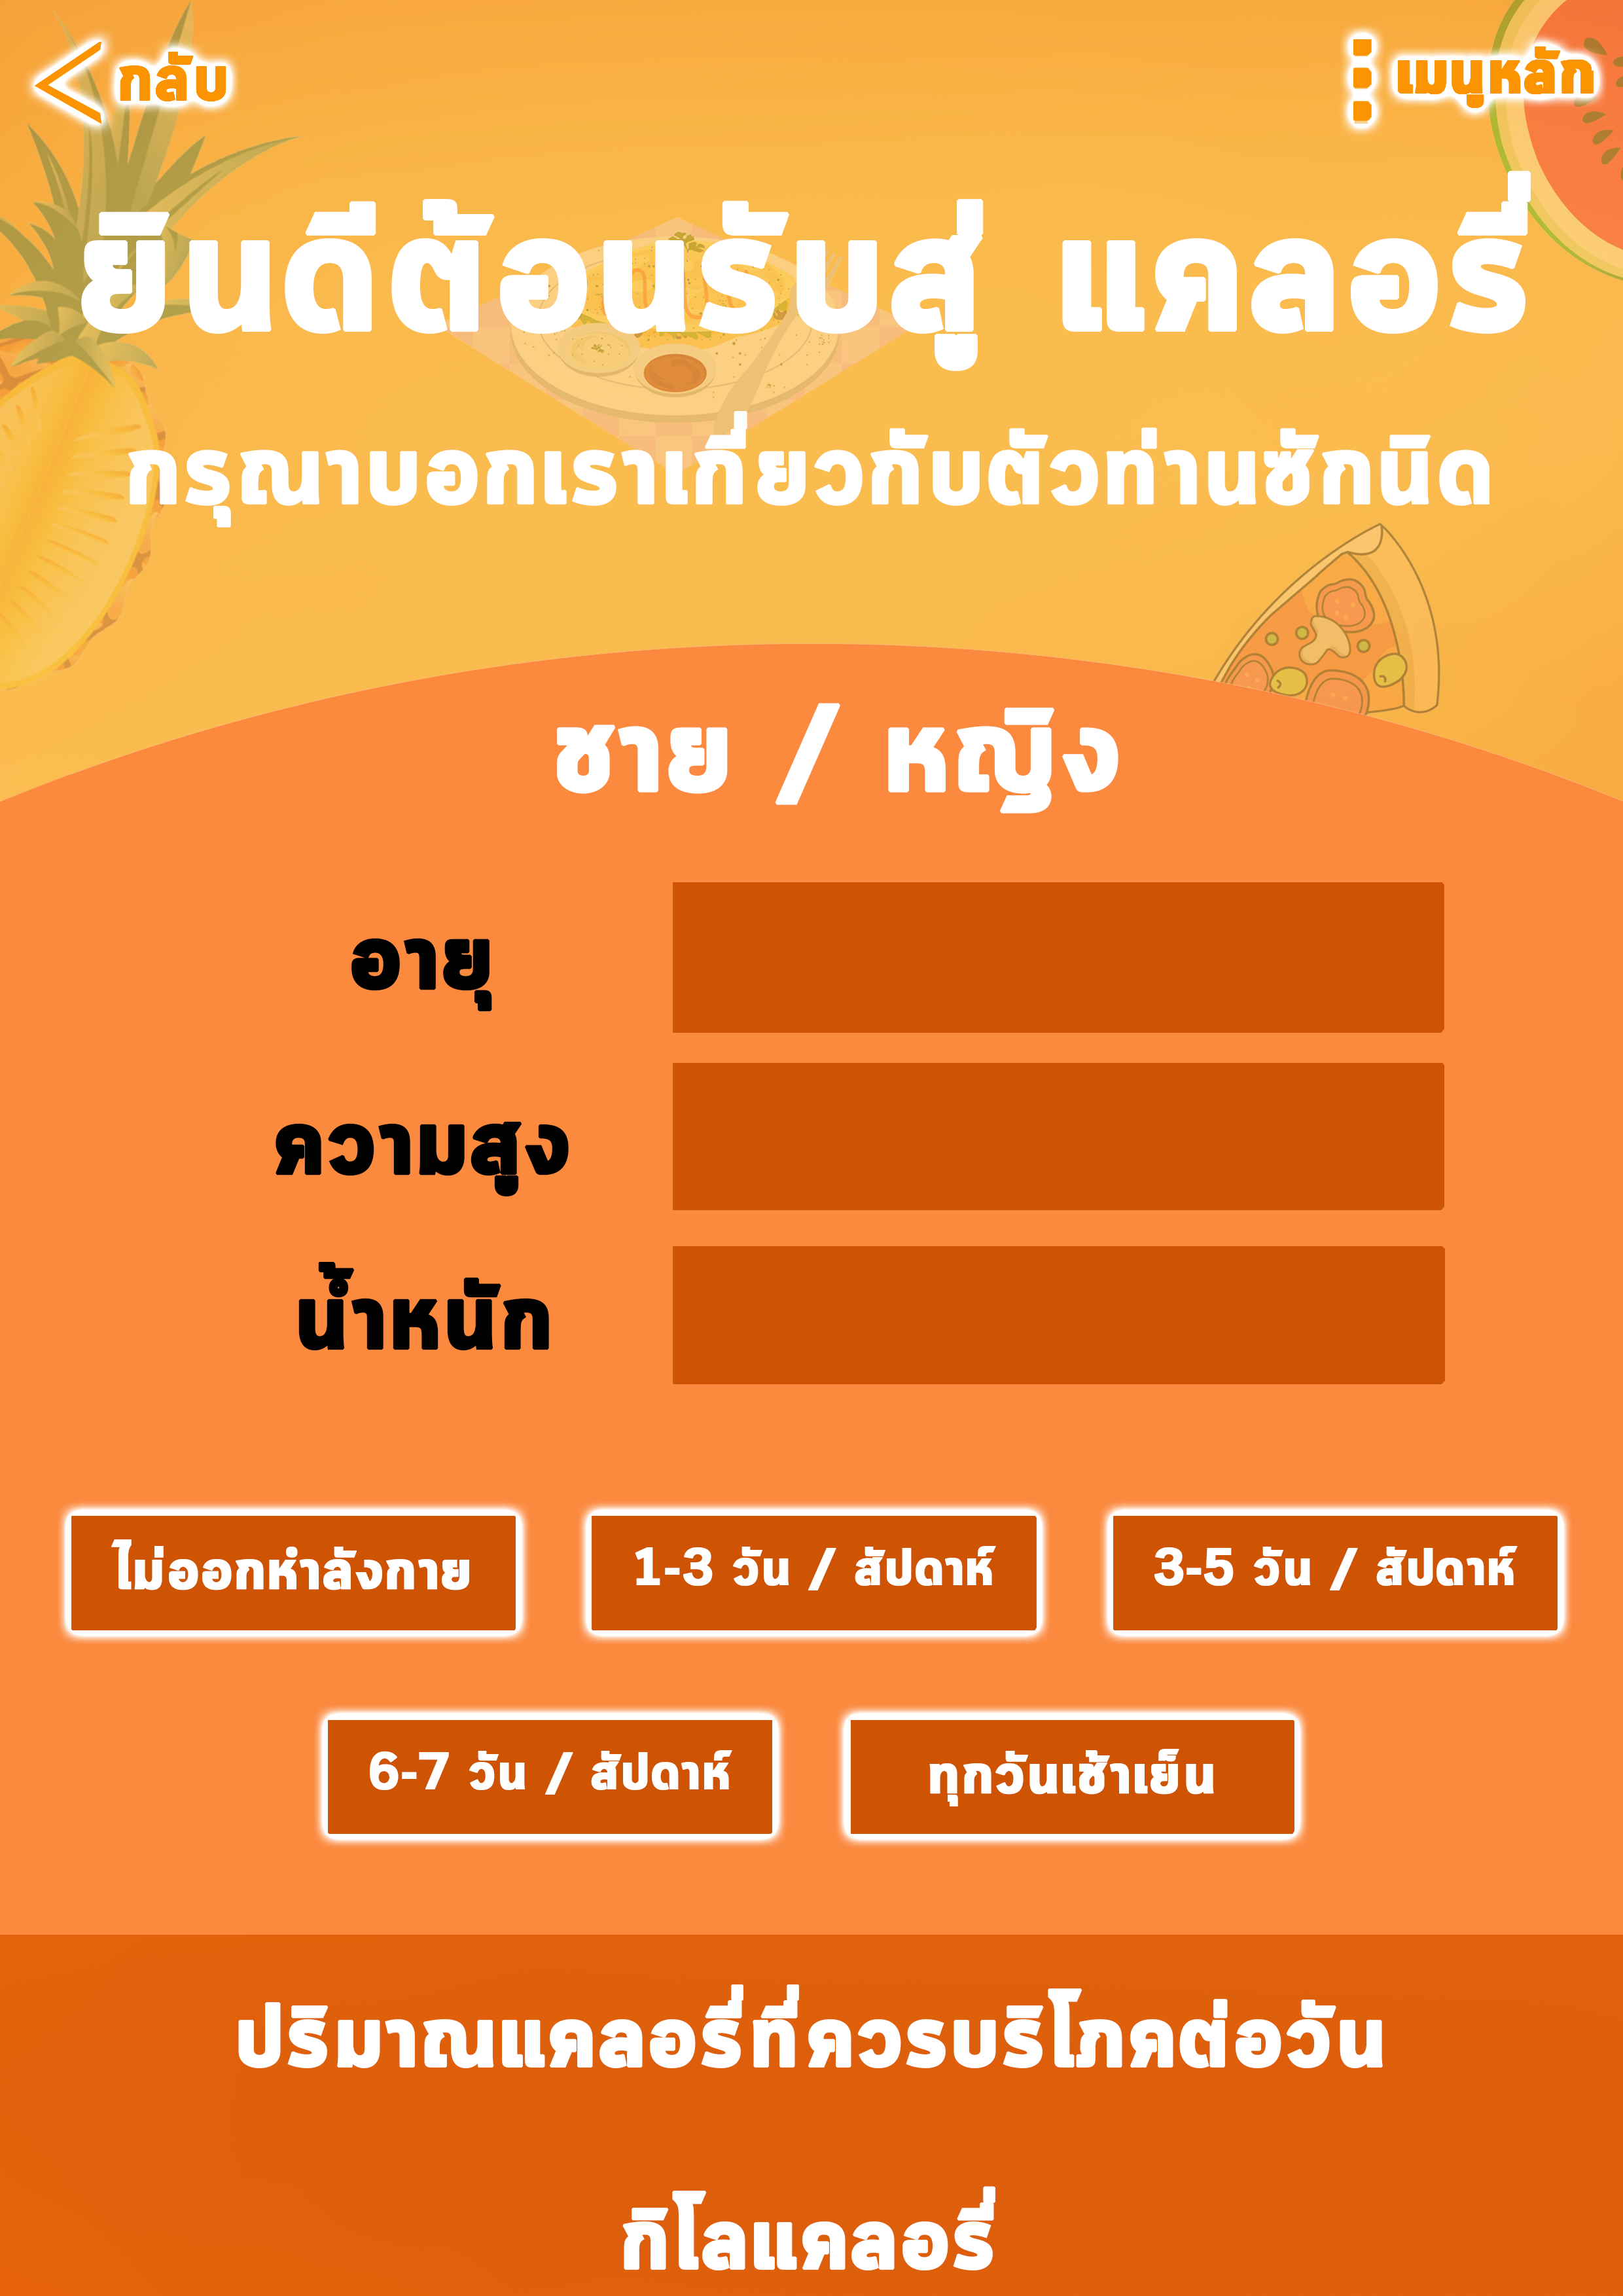 กลับ
เมนูหลัก
ยินดีต้อนรับสู่ แคลอรี่
กรุณาบอกเราเกี่ยวกับตัวท่านซักนิด
ชาย / หญิง
อายุ
ความสูง
น้ำหนัก
ไม่ออกหำลังกาย
1-3 วัน / สัปดาห์
3-5 วัน / สัปดาห์
6-7 วัน / สัปดาห์
ทุกวันเช้าเย็น
ปริมาณแคลอรี่ที่ควรบริโภคต่อวัน
กิโลแคลอรี่